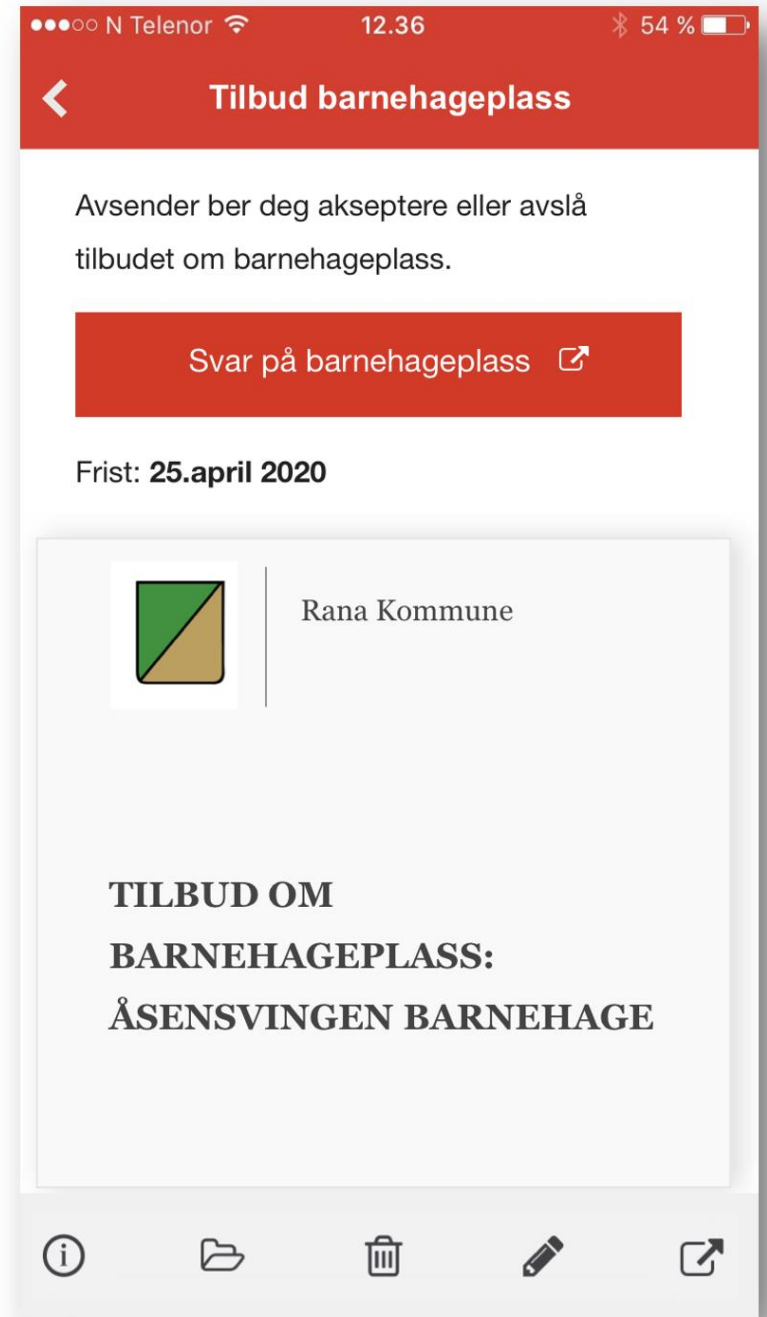 N Telenor 12.36 54 %
Tilbud barnehageplass
Avsender ber deg akseptere eller avslå
tilbudet om barnehageplass.
Svar på barnehageplass
Frist: 25.april 2020
Rana Kommune
TILBUD OM
BARNEHAGEPLASS:
ÅSENSVINGEN BARNEHAGE